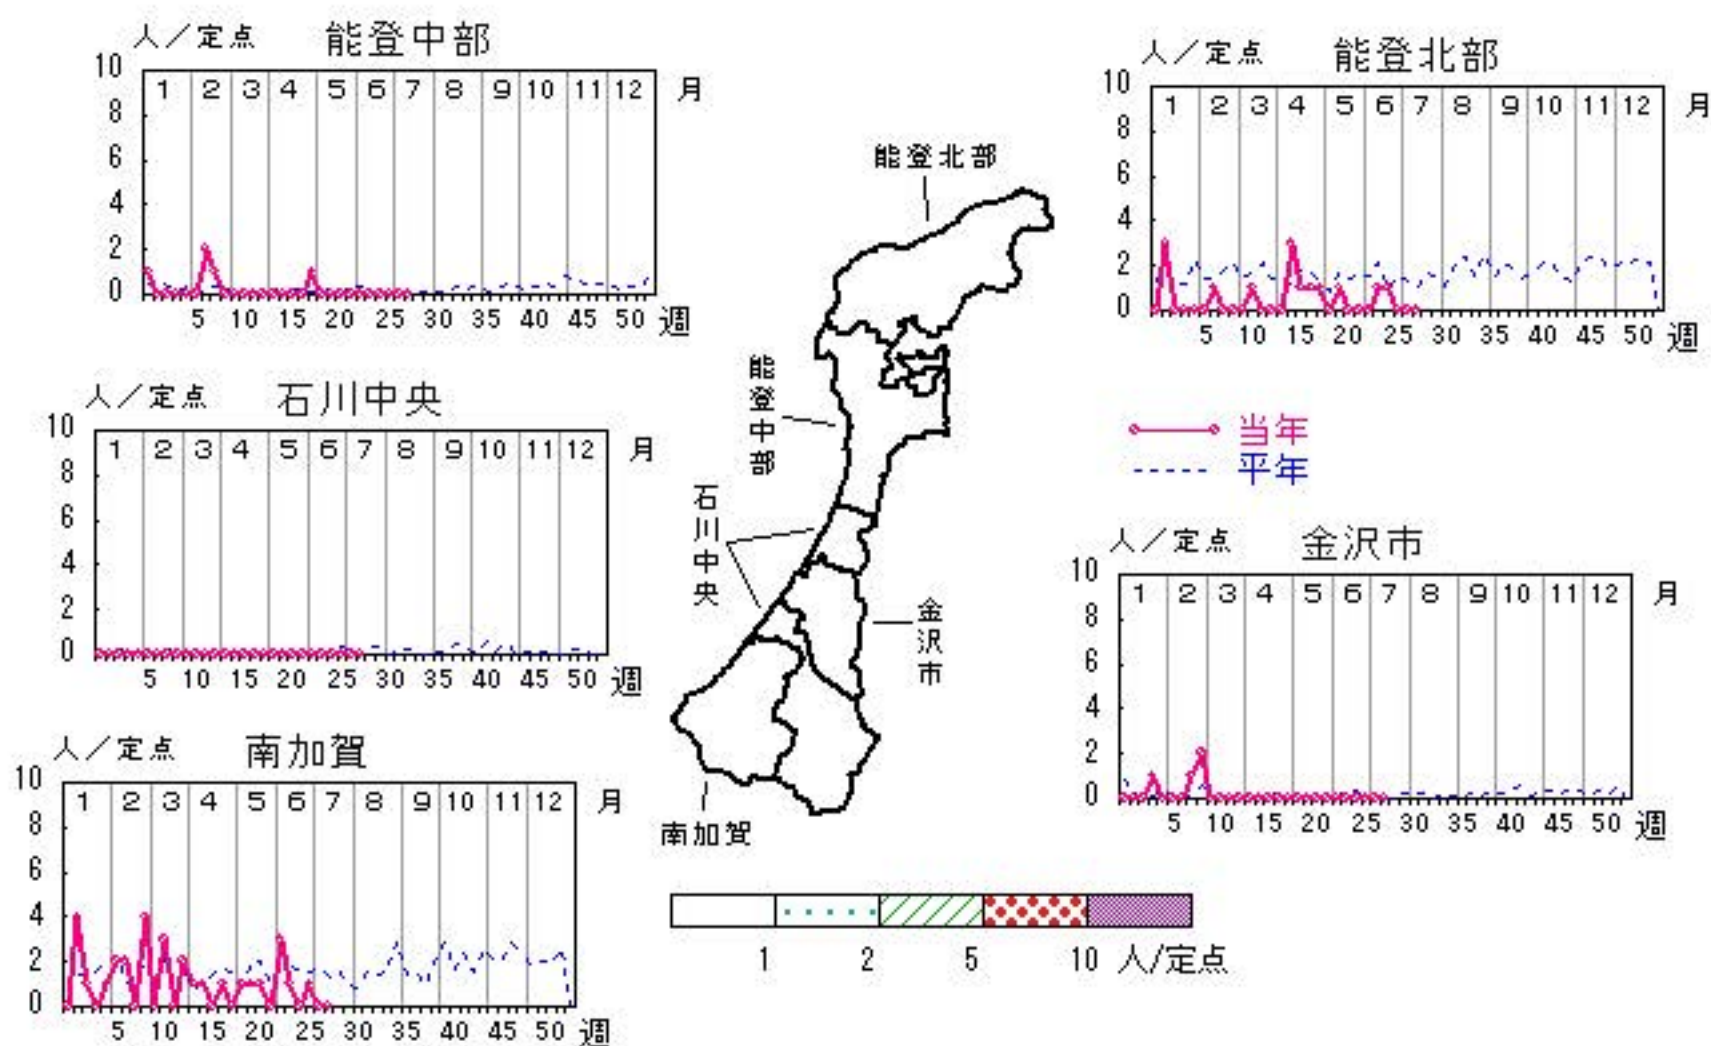 人／定点 能登中部
10 8 6 4 2 0
1 2 3 4 5 6 7 8 9 10 11 12 月
5 10 15 20 25 30 35 40 45 50 週
人／定点 能登北部
10 8 6 4 2 0
1 2 3 4 5 6 7 8 9 10 11 12 月
5 10 15 20 25 30 35 40 45 50 週
人／定点 石川中央
10 8 6 4 2 0
1 2 3 4 5 6 7 8 9 10 11 12 月
5 10 15 20 25 30 35 40 45 50 週
能登北部
能登中部
石川中央
金沢市
南加賀
当年
平年
人／定点 金沢市
10 8 6 4 2 0
1 2 3 4 5 6 7 8 9 10 11 12 月
5 10 15 20 25 30 35 40 45 50 週
人／定点 南加賀
10 8 6 4 2 0
1 2 3 4 5 6 7 8 9 10 11 12 月
5 10 15 20 25 30 35 40 45 50 週
1 2 5 10 人/定点